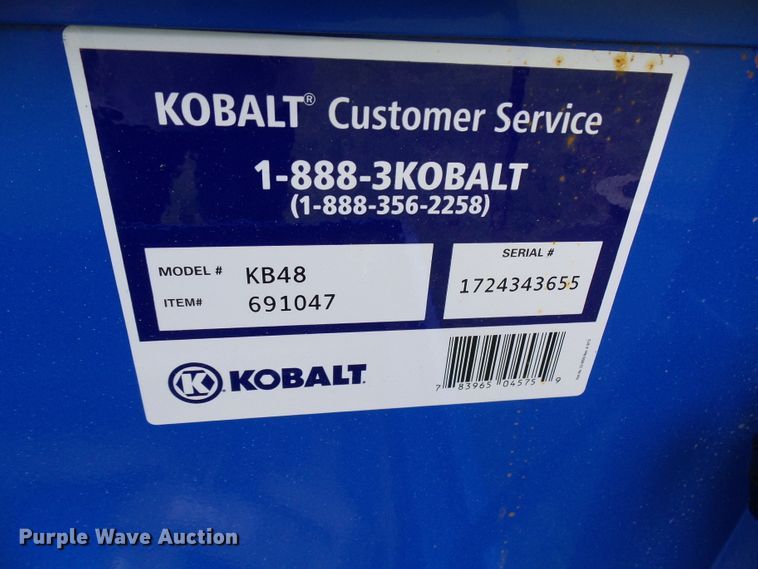 KOBALT® Customer Service
1-888-3KOBALT
(1-888-356-2258)
MODEL # KB48
ITEM# 691047
SERIAL #
1724343655
K KOBALT.
7 83965 04575 9
Purple Wave Auction